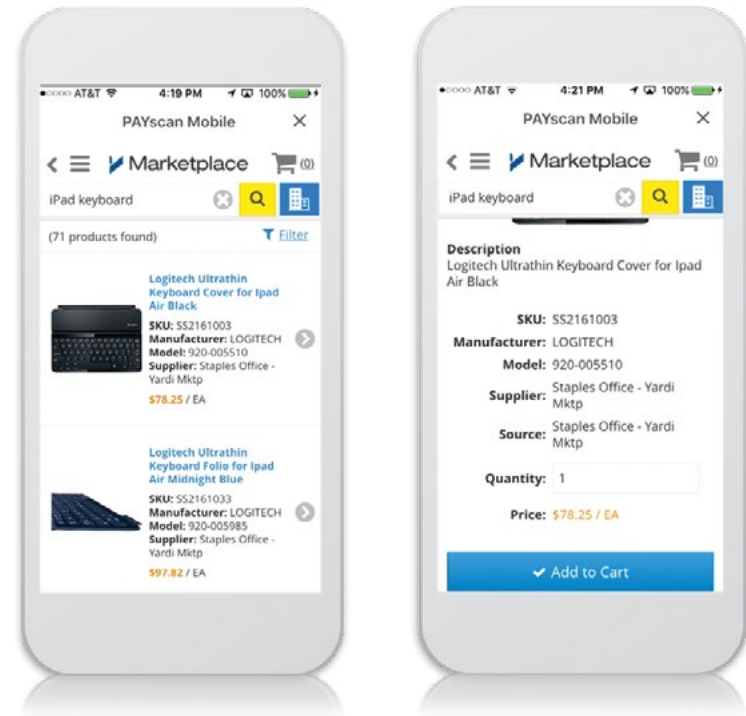 AT&T 4:19 PM 100%
PAYscan Mobile
Marketplace (0)
iPad keyboard
(71 products found) Filter
Logitech Ultrathin
Keyboard Cover for Ipad
Air Black
SKU: SS2161003
Manufacturer: LOGITECH
Model: 920-005510
Supplier: Staples Office -
Yardi Mktp
$78.25 / EA
Logitech Ultrathin
Keyboard Folio for Ipad
Air Midnight Blue
SKU: SS2161033
Manufacturer: LOGITECH
Model: 920-005985
Supplier: Staples Office -
Yardi Mktp
$97.82 / EA
AT&T 4:21 PM 100%
PAYscan Mobile
Marketplace (0)
iPad keyboard
Description
Logitech Ultrathin Keyboard Cover for Ipad
Air Black
SKU: SS2161003
Manufacturer: LOGITECH
Model: 920-005510
Supplier: Staples Office - Yardi
Mktp
Source: Staples Office - Yardi
Mktp
Quantity: 1
Price: $78.25 / EA
Add to Cart